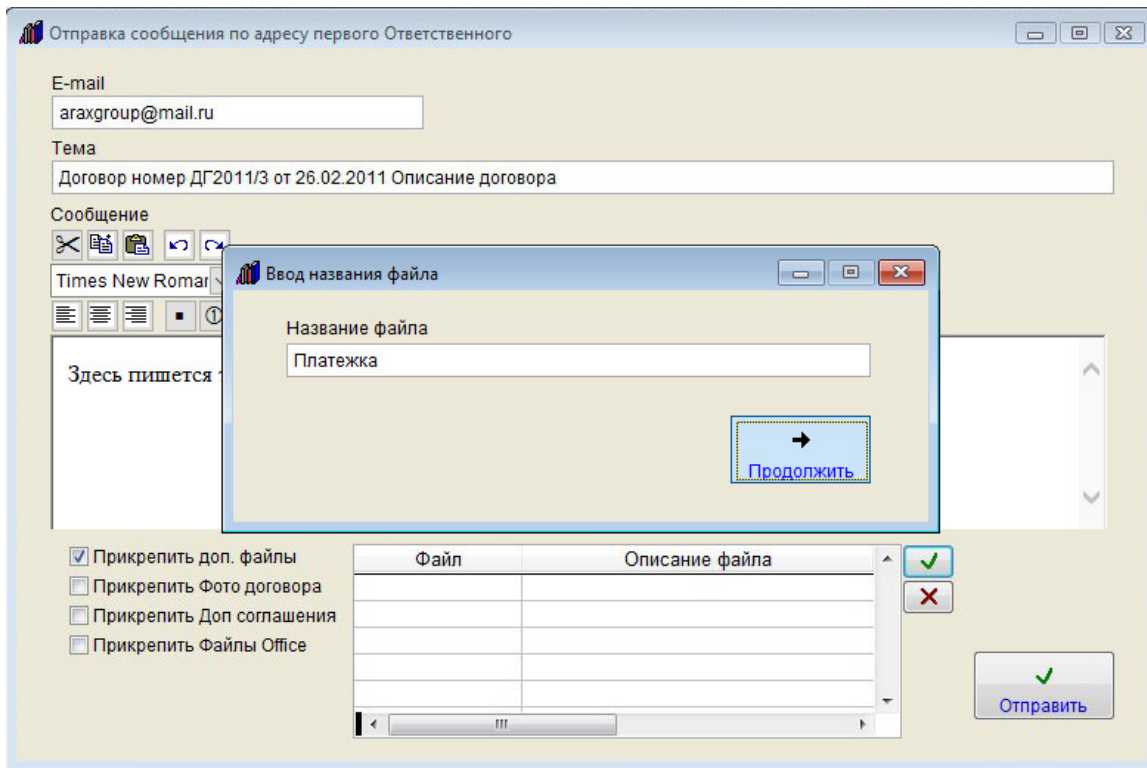 Отправка сообщения по адресу первого Ответственного
E-mail
araxgroup@mail.ru
Тема
Договор номер ДГ2011/3 от 26.02.2011 Описание договора
Сообщение
Times New Roman
Здесь пишется
Ввод названия файла
Название файла
Платежка
Продолжить
Прикрепить доп. файлы
Прикрепить Фото договора
Прикрепить Доп соглашения
Прикрепить Файлы Office
Файл Описание файла
Отправить